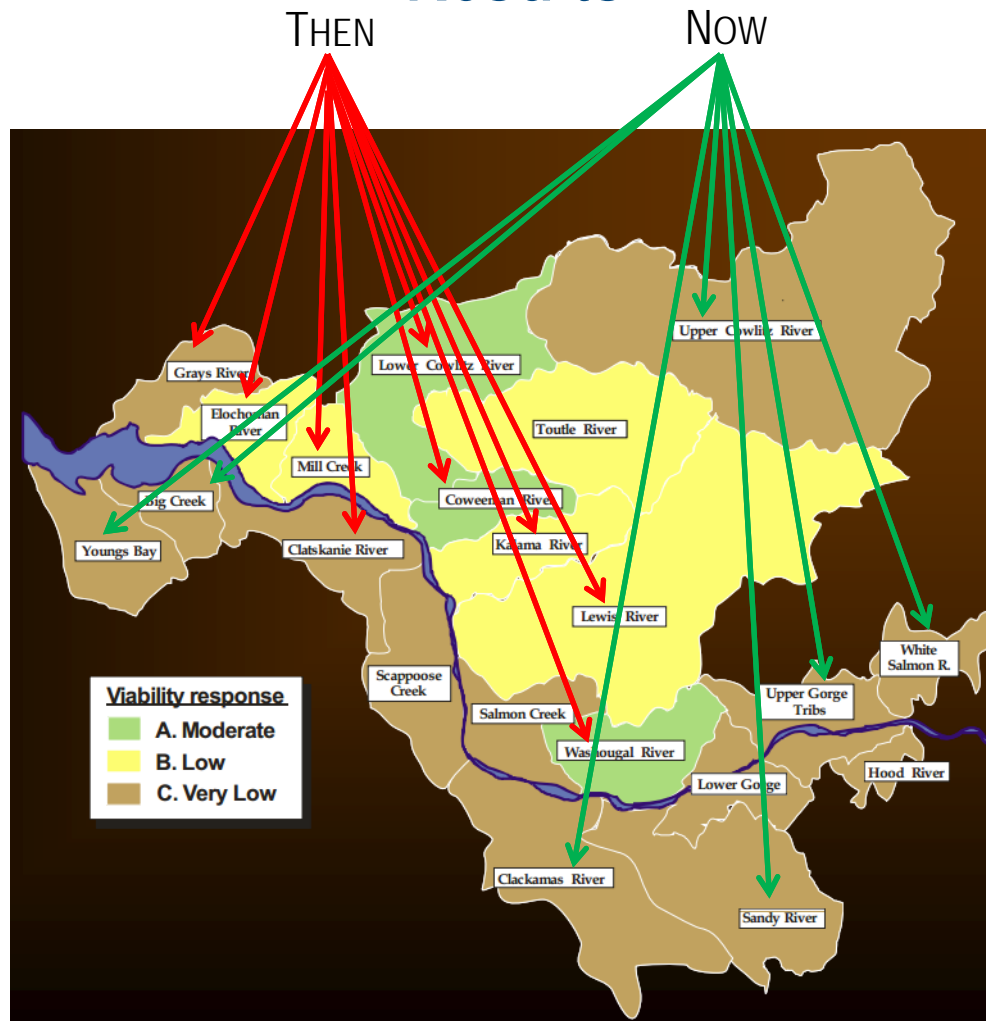 THEN
NOW
Upper Cowlitz River
Grays River
Lower Cowlitz River
Elochoman
River
Toutle River
Mill Creek
Coweeman River
Big Creek
Kalama River
Youngs Bay
Clatskanie River
Lewis River
White
Salmon R.
Scappoose
Creek
Upper Gorge
Tribs
Salmon Creek
Washougal River
Hood River
Lower Gorge
Viability response
A. Moderate
B. Low
C. Very Low
Clackamas River
Sandy River